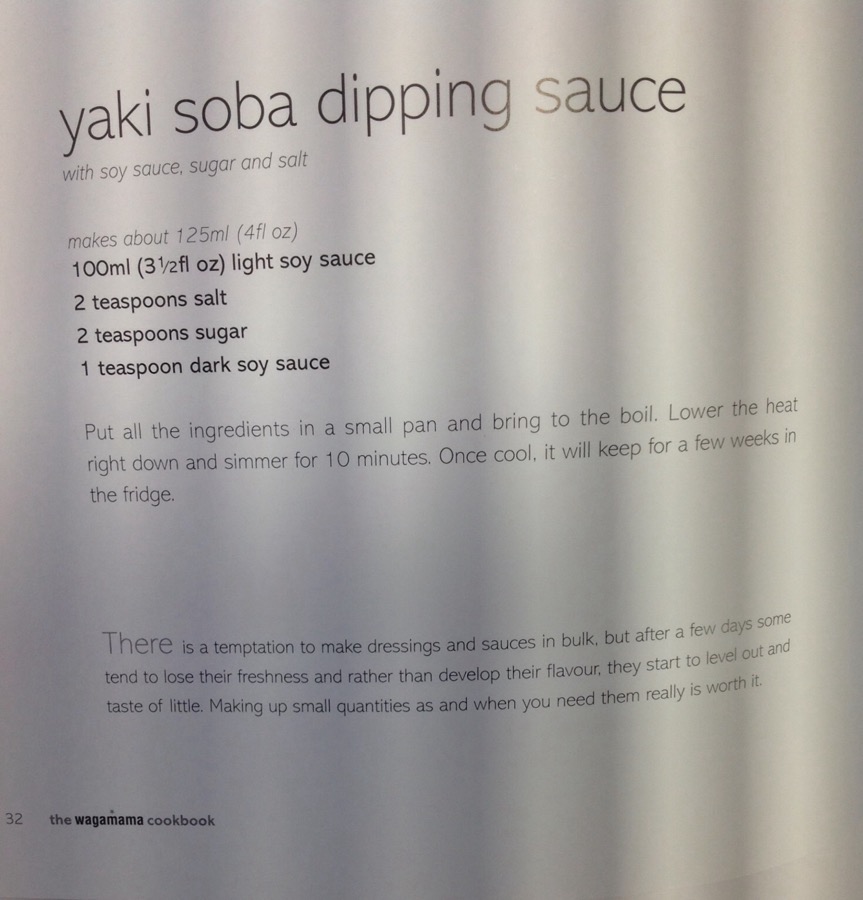 yaki soba dipping sauce
with soy sauce, sugar and salt
makes about 125ml (4fl oz)
100ml (3½fl oz) light soy sauce
2 teaspoons salt
2 teaspoons sugar
1 teaspoon dark soy sauce
Put all the ingredients in a small pan and bring to the boil. Lower the heat
right down and simmer for 10 minutes. Once cool, it will keep for a few weeks in
the fridge.
There is a temptation to make dressings and sauces in bulk, but after a few days some
tend to lose their freshness and rather than develop their flavour, they start to level out and
taste of little. Making up small quantities as and when you need them really is worth it.
32 the wagamama cookbook